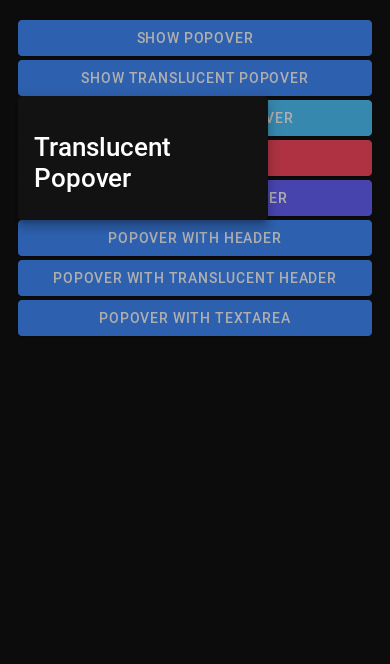 SHOW POPOVER
SHOW TRANSLUCENT POPOVER
VER
Translucent
Popover
ER
POPOVER WITH HEADER
POPOVER WITH TRANSLUCENT HEADER
POPOVER WITH TEXTAREA